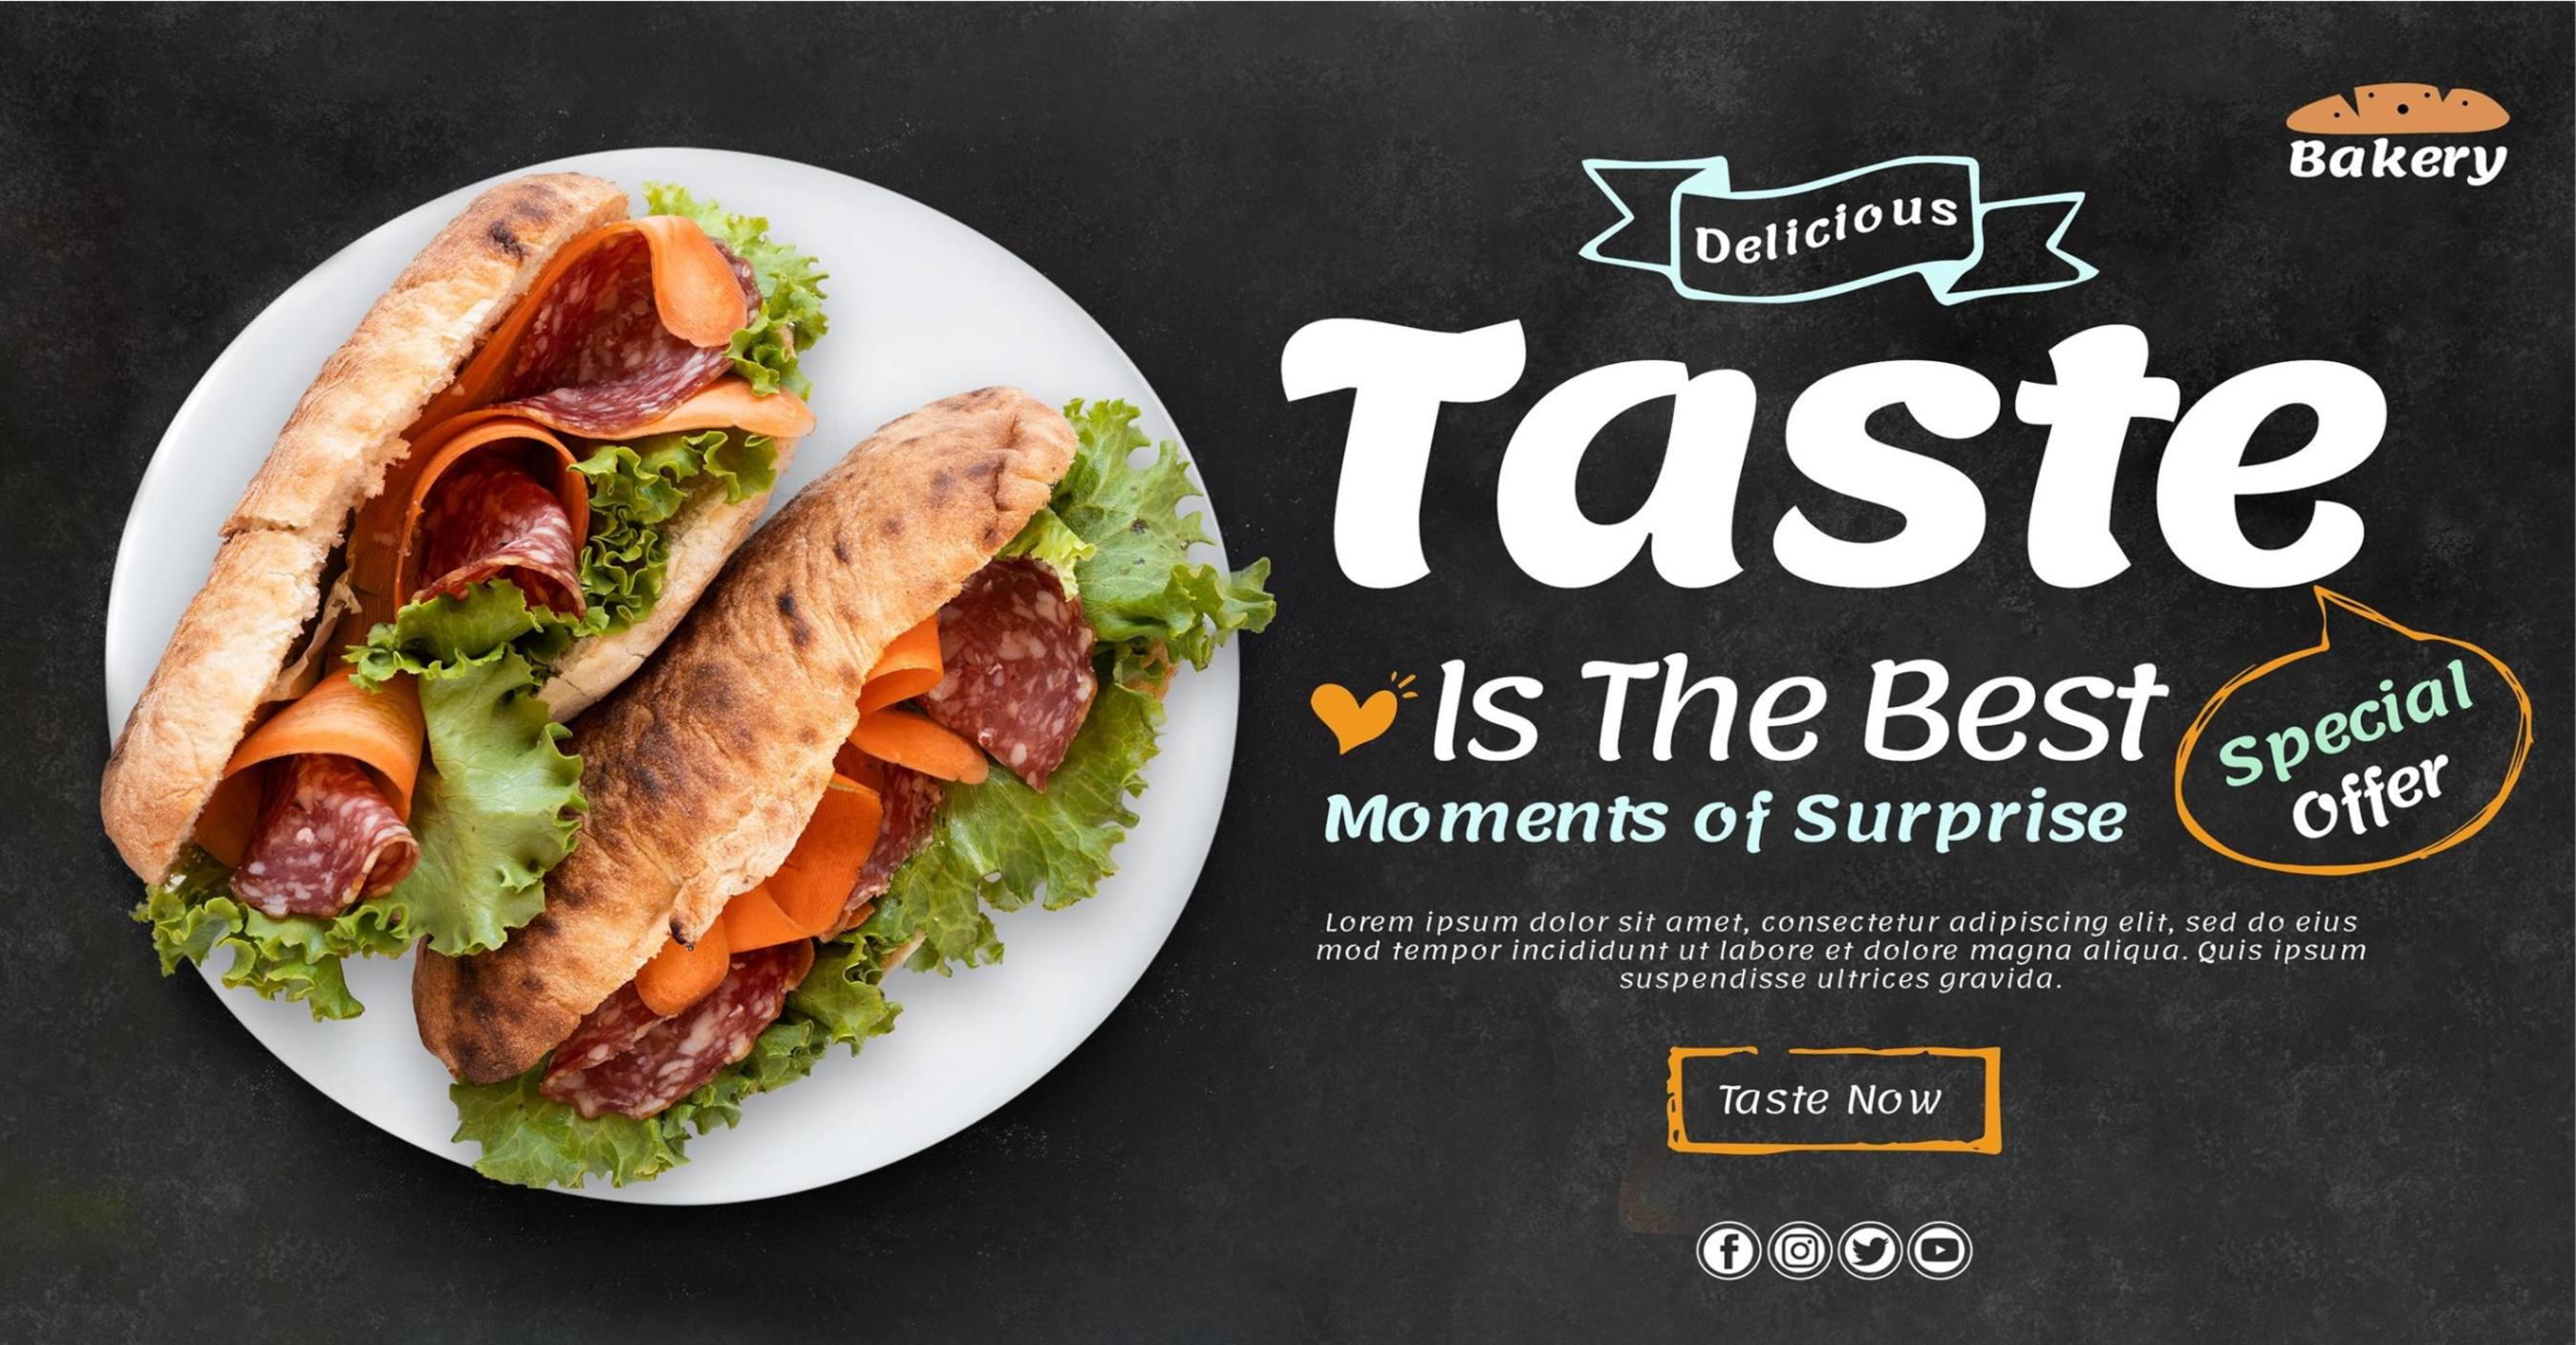 Bakery
Delicious
Taste
Is The Best
Moments of Surprise
Special
Offer
Lorem ipsum dolor sit amet, consectetur adipiscing elit, sed do eius
mod tempor incididunt ut labore et dolore magna aliqua. Quis ipsum
suspendisse ultrices gravida.
Taste Now